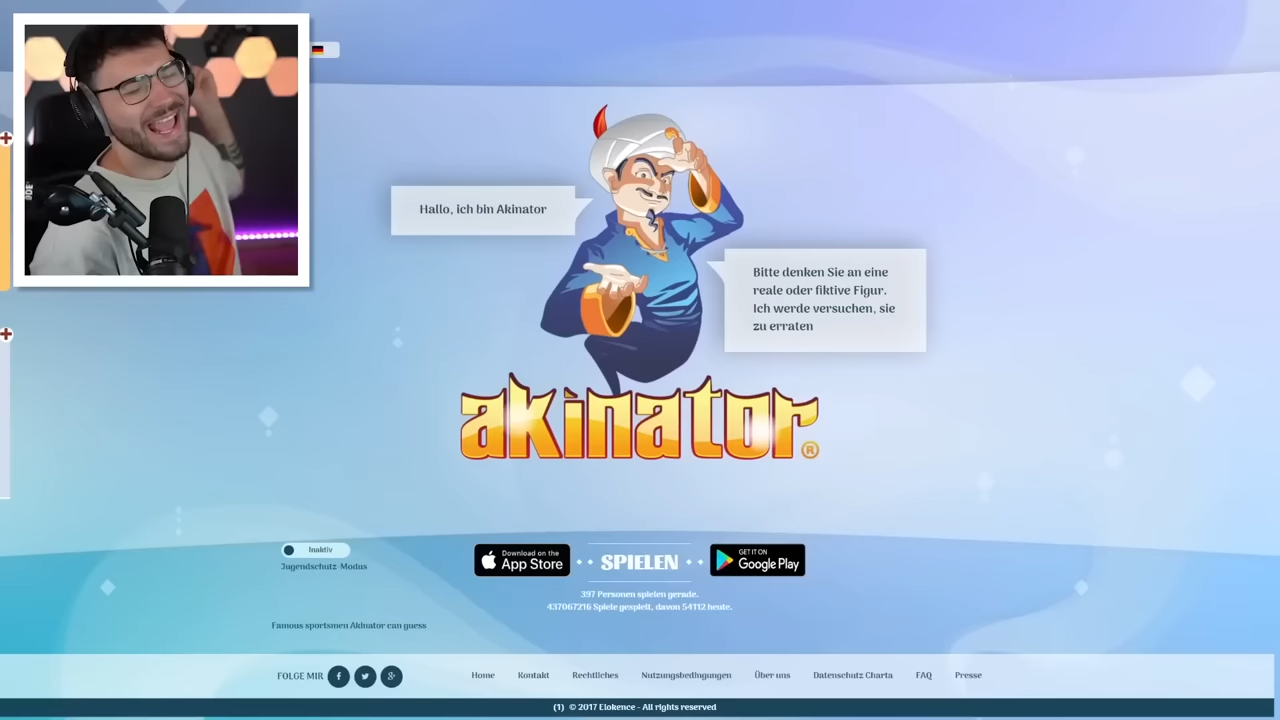 Hallo, ich bin Akinator
Bitte denken Sie an eine
reale oder fiktive Figur.
Ich werde versuchen, sie
zu erraten
akinator®
Inaktiv
Jugendschutz-Modus
Download on the
App Store
SPIELEN
GET IT ON
Google Play
397 Personen spielen gerade.
437067216 Spiele gespielt, davon 54112 heute.
Famous sportsmen Akinator can guess
FOLGE MIR
Home Kontakt Rechtliches Nutzungsbedingungen Über uns Datenschutz Charta FAQ Presse
(1) © 2017 Elokence - All rights reserved